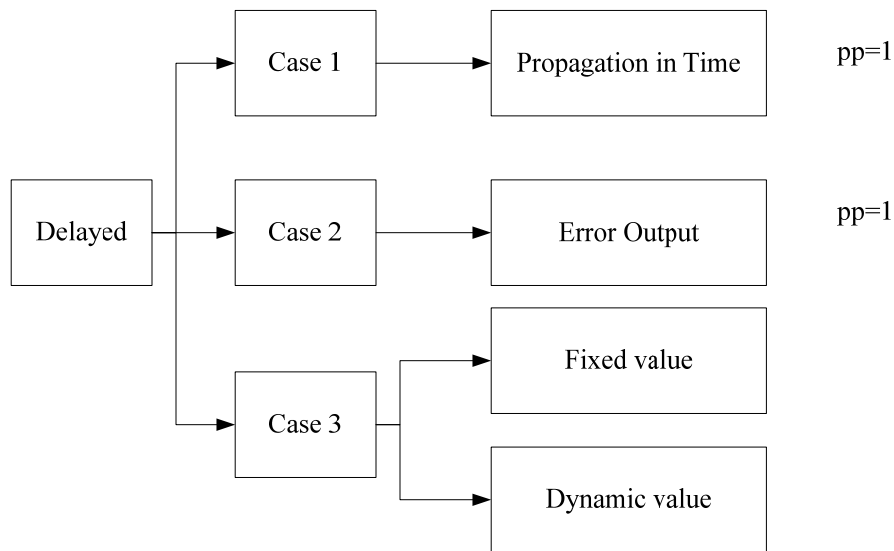 Case 1
Propagation in Time
pp=1
Delayed
Case 2
Error Output
pp=1
Case 3
Fixed value
Dynamic value